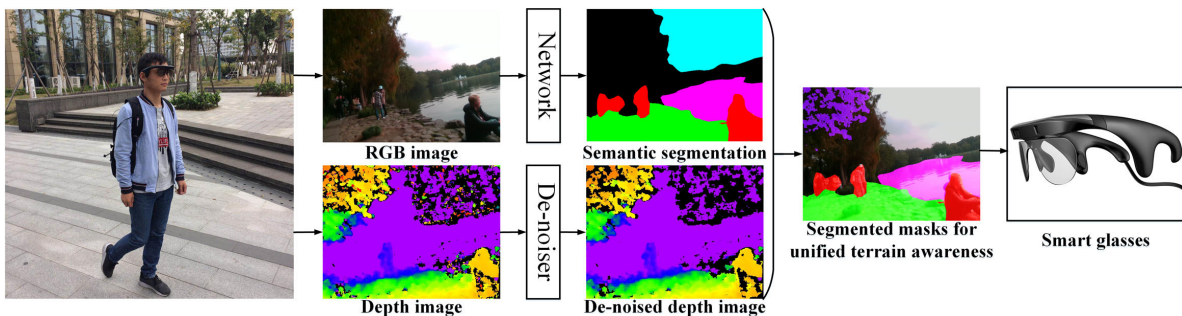 Network
RGB image
Semantic segmentation
De-noiser
Depth image
De-noised depth image
Segmented masks for
unified terrain awareness
Smart glasses